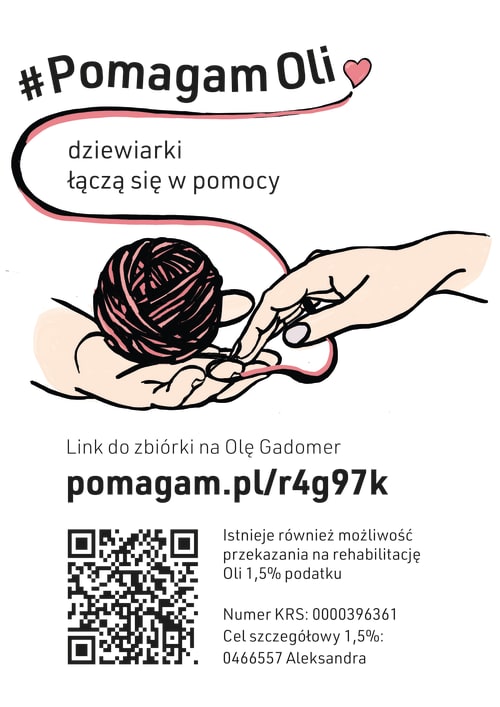 #Pomagam Oli
dziewiarki
łączą się w pomocy
Link do zbiórki na Olę Gadomer
pomagam.pl/r4g97k
Istnieje również możliwość
przekazania na rehabilitację
Oli 1,5% podatku
Numer KRS: 0000396361
Cel szczegółowy 1,5%:
0466557 Aleksandra